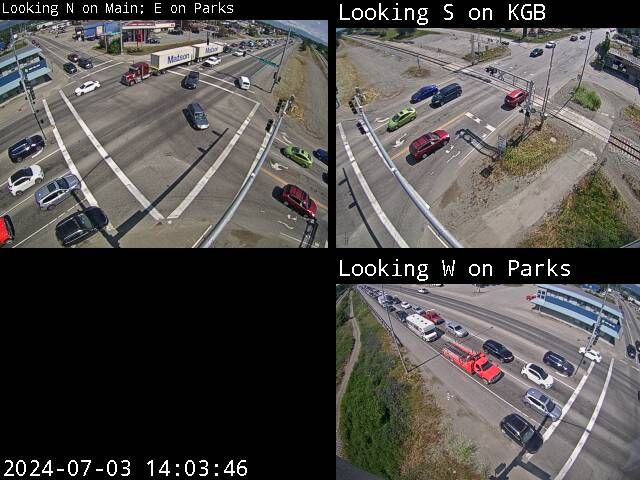 Looking N on Main; E on Parks
Looking S on KGB
Matson
Matson
Looking W on Parks
2024-07-03 14:03:46